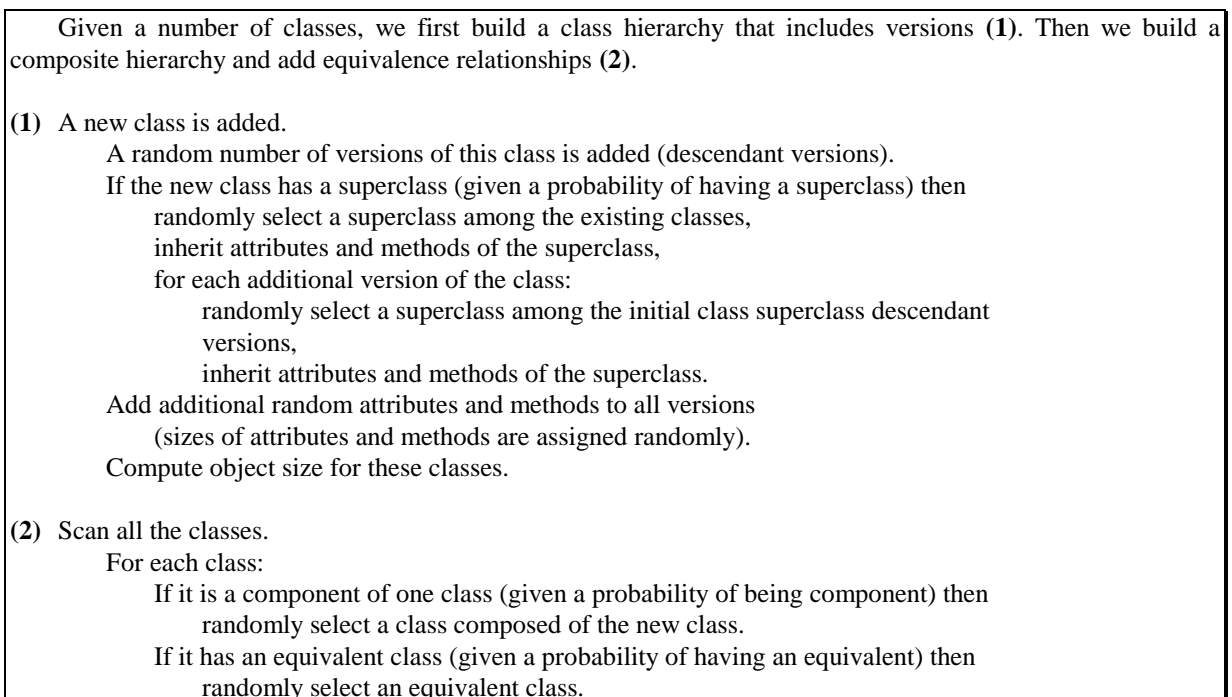 Given a number of classes, we first build a class hierarchy that includes versions (1). Then we build a
composite hierarchy and add equivalence relationships (2).
(1) A new class is added.
A random number of versions of this class is added (descendant versions).
If the new class has a superclass (given a probability of having a superclass) then
randomly select a superclass among the existing classes,
inherit attributes and methods of the superclass,
for each additional version of the class:
randomly select a superclass among the initial class superclass descendant
versions,
inherit attributes and methods of the superclass.
Add additional random attributes and methods to all versions
(sizes of attributes and methods are assigned randomly).
Compute object size for these classes.
(2) Scan all the classes.
For each class:
If it is a component of one class (given a probability of being component) then
randomly select a class composed of the new class.
If it has an equivalent class (given a probability of having an equivalent) then
randomly select an equivalent class.